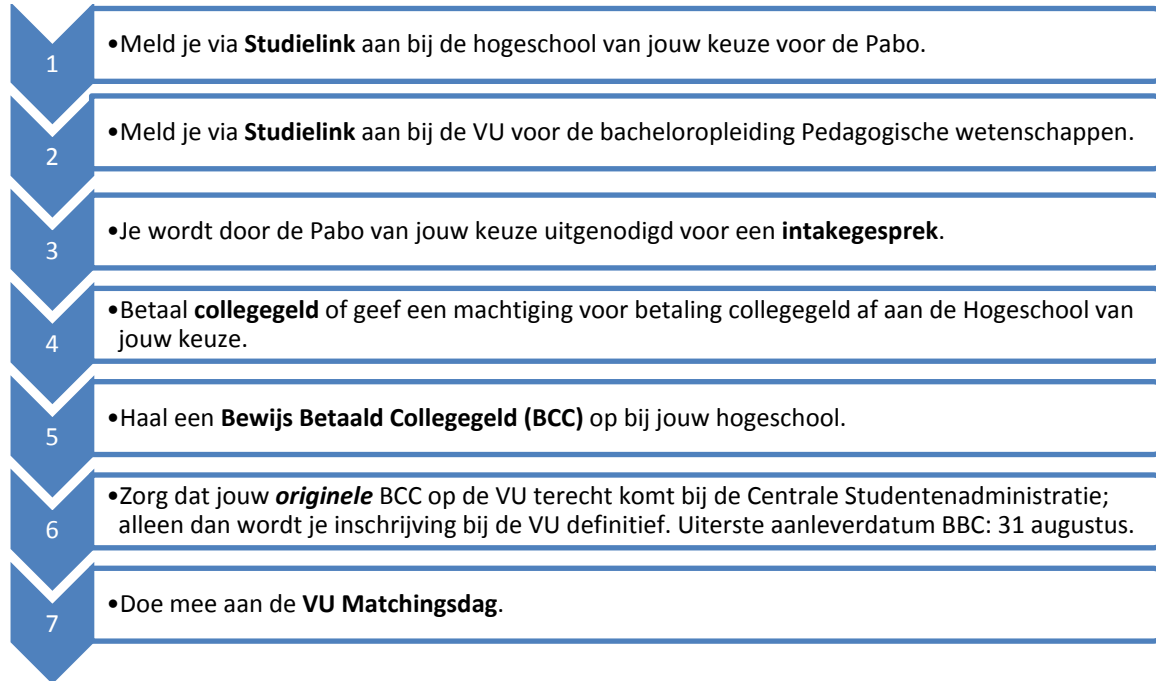 1
•Meld je via Studielink aan bij de hogeschool van jouw keuze voor de Pabo.
2
•Meld je via Studielink aan bij de VU voor de bacheloropleiding Pedagogische wetenschappen.
3
•Je wordt door de Pabo van jouw keuze uitgenodigd voor een intakegesprek.
4
•Betaal collegegeld of geef een machtiging voor betaling collegegeld af aan de Hogeschool van
jouw keuze.
5
•Haal een Bewijs Betaald Collegegeld (BCC) op bij jouw hogeschool.
6
•Zorg dat jouw originele BCC op de VU terecht komt bij de Centrale Studentenadministratie;
alleen dan wordt je inschrijving bij de VU definitief. Uiterste aanleverdatum BBC: 31 augustus.
7
•Doe mee aan de VU Matchingsdag.